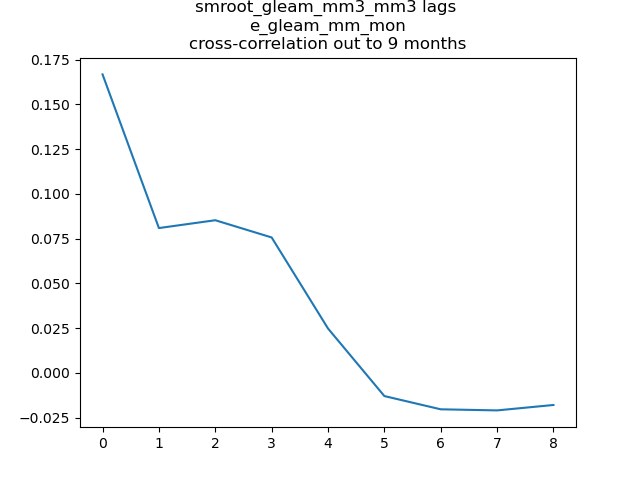 smroot_gleam_mm3_mm3 lags
e_gleam_mm_mon
cross-correlation out to 9 months
0.175
0.150
0.125
0.100
0.075
0.050
0.025
0.000
−0.025
0 1 2 3 4 5 6 7 8